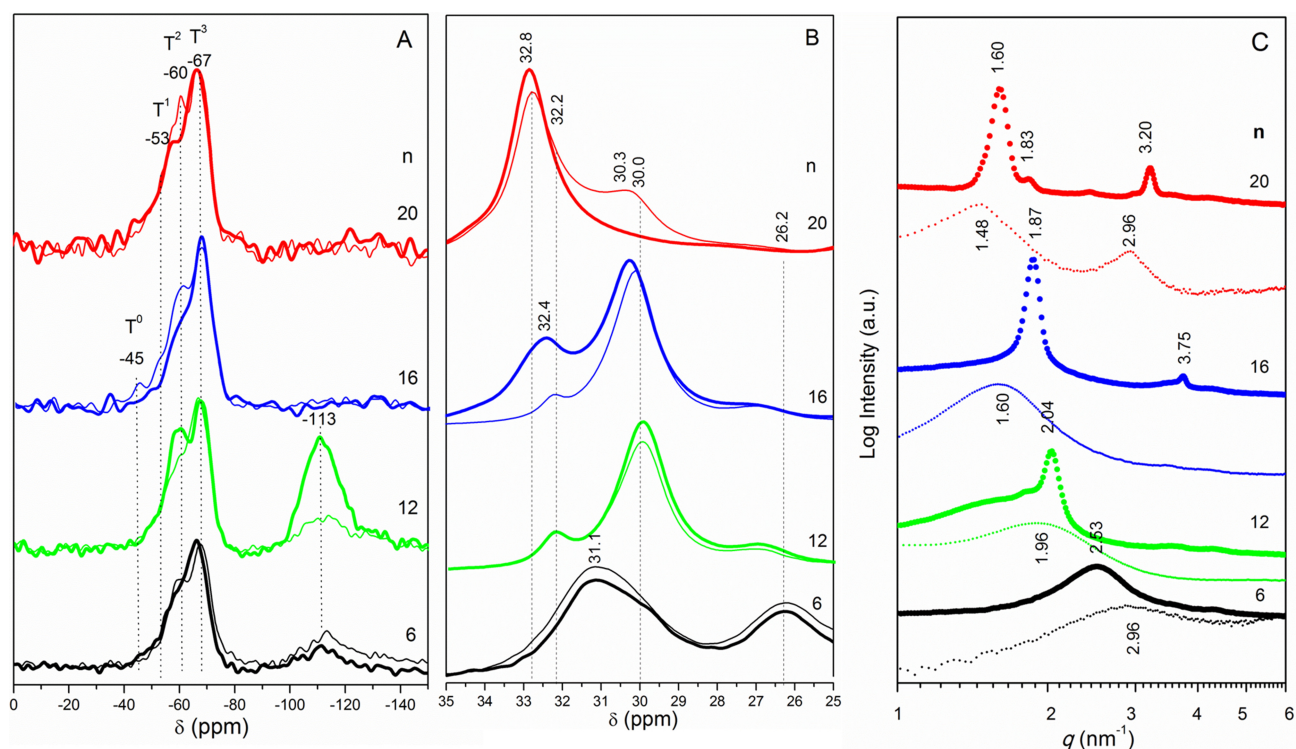 A
T² T³
-60 -67
T¹
-53
n
20
T⁰
-45
16
-113
12
6
0 -20 -40 -60 -80 -100 -120 -140
δ (ppm)
B
32.8
32.2
30.3
30.0
n
20
26.2
32.4
16
12
31.1
6
35 34 33 32 31 30 29 28 27 26 25
δ (ppm)
C
Log Intensity (a.u.)
1.60
1.83
3.20
n
20
1.48
1.87
2.96
3.75
16
1.60
2.04
12
1.96
2.53
6
2.96
1 2 3 4 5 6
q (nm⁻¹)